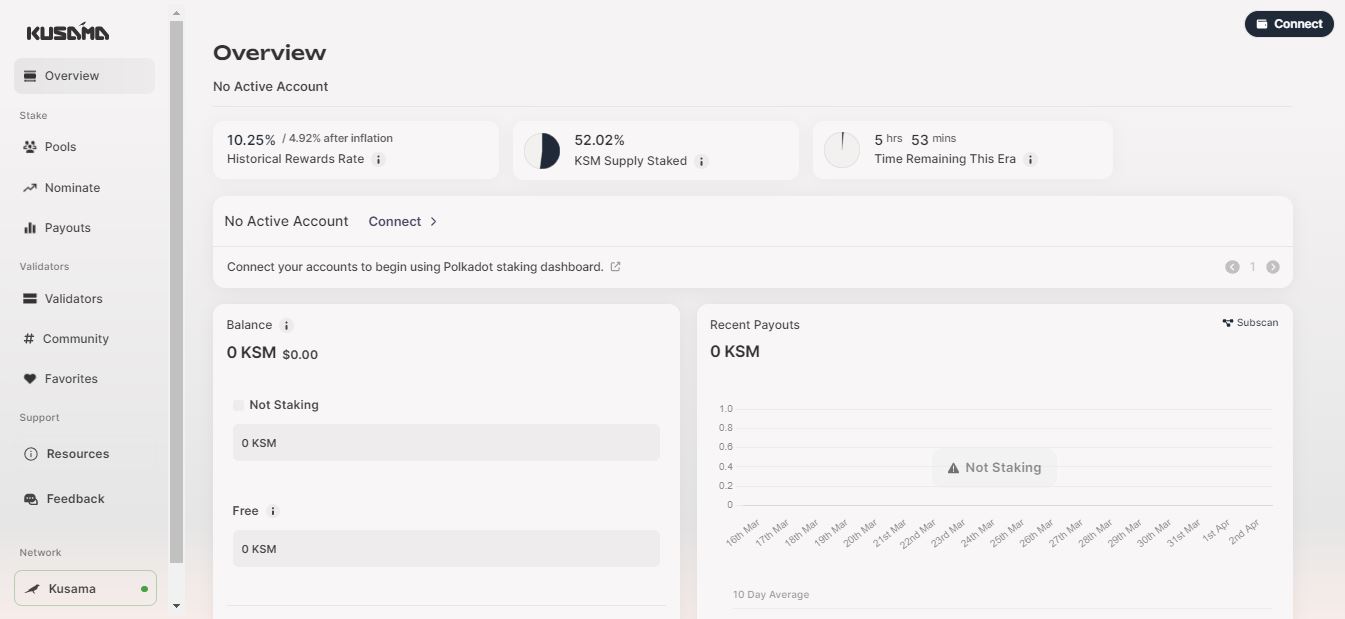 KUSAMA
Overview
Stake
Pools
Nominate
Payouts
Validators
Validators
Community
Favorites
Support
Resources
Feedback
Network
Kusama
Connect
Overview
No Active Account
10.25% / 4.92% after inflation
Historical Rewards Rate
52.02%
KSM Supply Staked
5 hrs 53 mins
Time Remaining This Era
No Active Account Connect
Connect your accounts to begin using Polkadot staking dashboard.
1
Balance
0 KSM $0.00
Not Staking
0 KSM
Free
0 KSM
Recent Payouts
Subscan
0 KSM
1.0
0.8
0.6
0.4
0.2
0
Not Staking
16th Mar
17th Mar
18th Mar
19th Mar
20th Mar
21st Mar
22nd Mar
23rd Mar
24th Mar
25th Mar
26th Mar
27th Mar
28th Mar
29th Mar
30th Mar
31st Mar
1st Apr
2nd Apr
10 Day Average